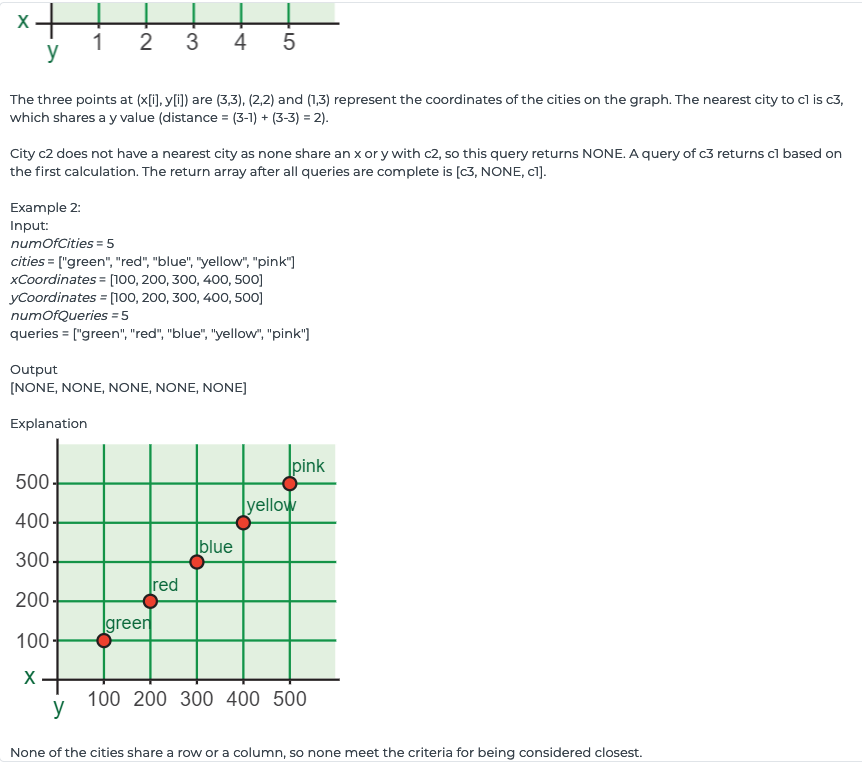 x
1 2 3 4 5
y
The three points at (x[i], y[i]) are (3,3), (2,2) and (1,3) represent the coordinates of the cities on the graph. The nearest city to c1 is c3,
which shares a y value (distance = (3-1) + (3-3) = 2).
City c2 does not have a nearest city as none share an x or y with c2, so this query returns NONE. A query of c3 returns c1 based on
the first calculation. The return array after all queries are complete is [c3, NONE, c1].
Example 2:
Input:
numOfCities = 5
cities = ["green", "red", "blue", "yellow", "pink"]
xCoordinates = [100, 200, 300, 400, 500]
yCoordinates = [100, 200, 300, 400, 500]
numOfQueries = 5
queries = ["green", "red", "blue", "yellow", "pink"]
Output
[NONE, NONE, NONE, NONE, NONE]
Explanation
pink
500
yellow
400
blue
300
red
200
green
100
x
100 200 300 400 500
y
None of the cities share a row or a column, so none meet the criteria for being considered closest.